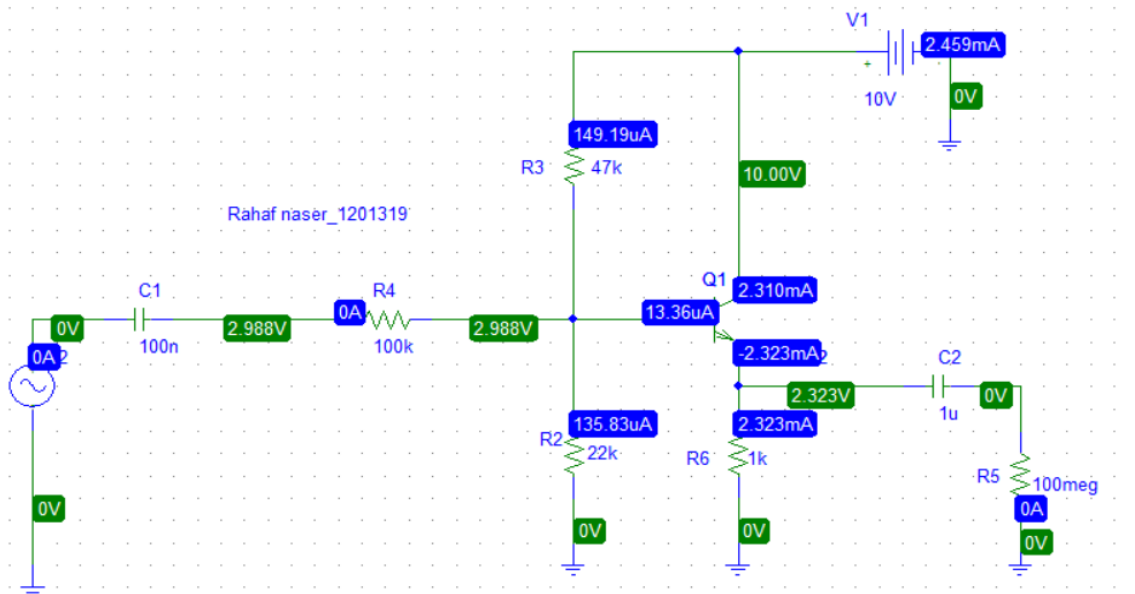 V1
2.459mA
10V
0V
149.19uA
R3
47k
10.00V
Rahaf naser_1201319
C1
R4
Q1
2.310mA
0V
2.988V
0A
2.988V
13.36uA
100n
100k
0A
2
-2.323mA
2
C2
2.323V
0V
1u
135.83uA
2.323mA
R2
22k
R6
1k
R5
100meg
0V
0V
0V
0A
0V